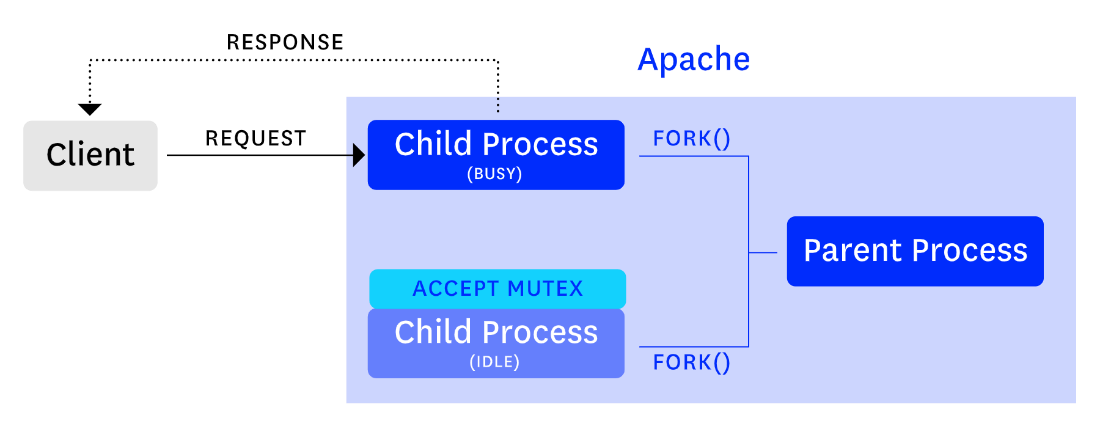 RESPONSE
Apache
Client
REQUEST
Child Process
(BUSY)
FORK()
Parent Process
ACCEPT MUTEX
Child Process
(IDLE)
FORK()